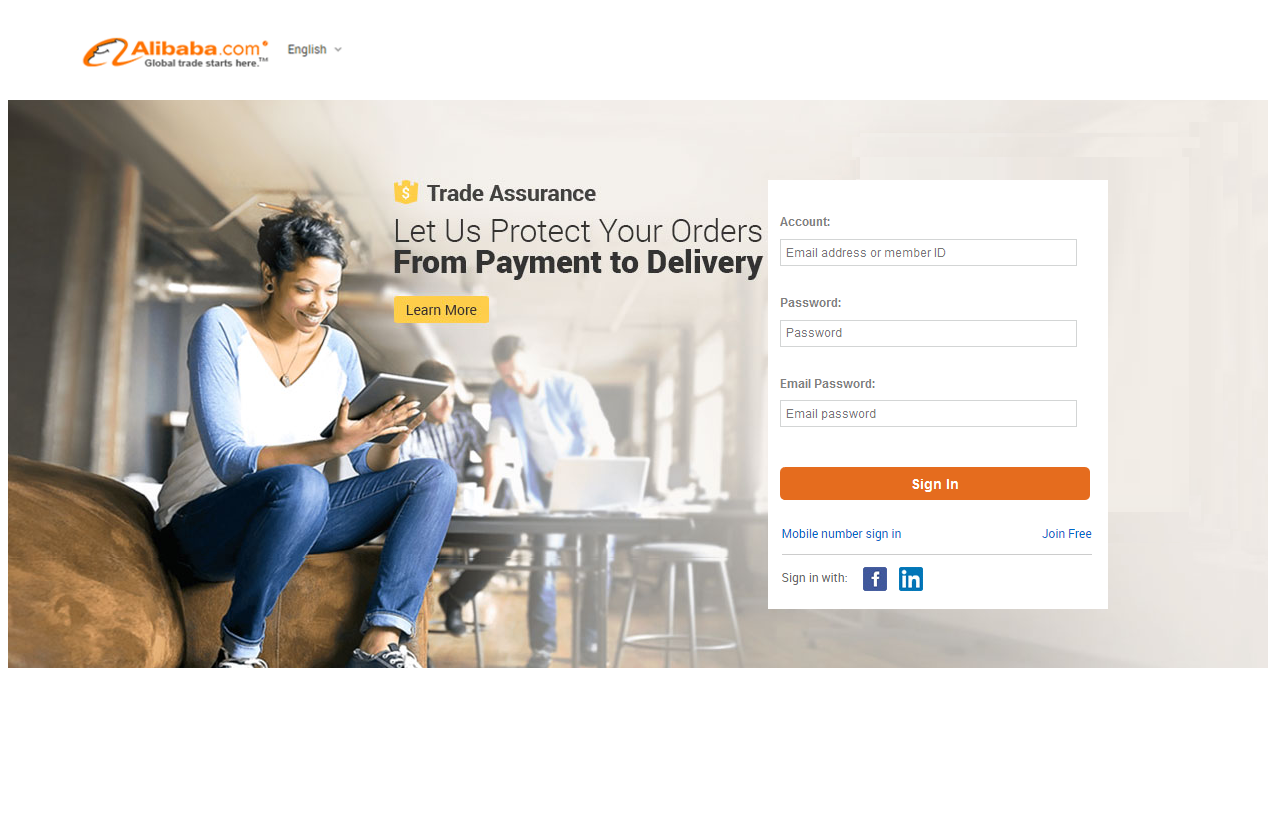 Alibaba.com
Global trade starts here.™
English
Trade Assurance
Let Us Protect Your Orders
From Payment to Delivery
Learn More
Account:
Email address or member ID
Password:
Password
Email Password:
Email password
Sign In
Mobile number sign in
Join Free
Sign in with: